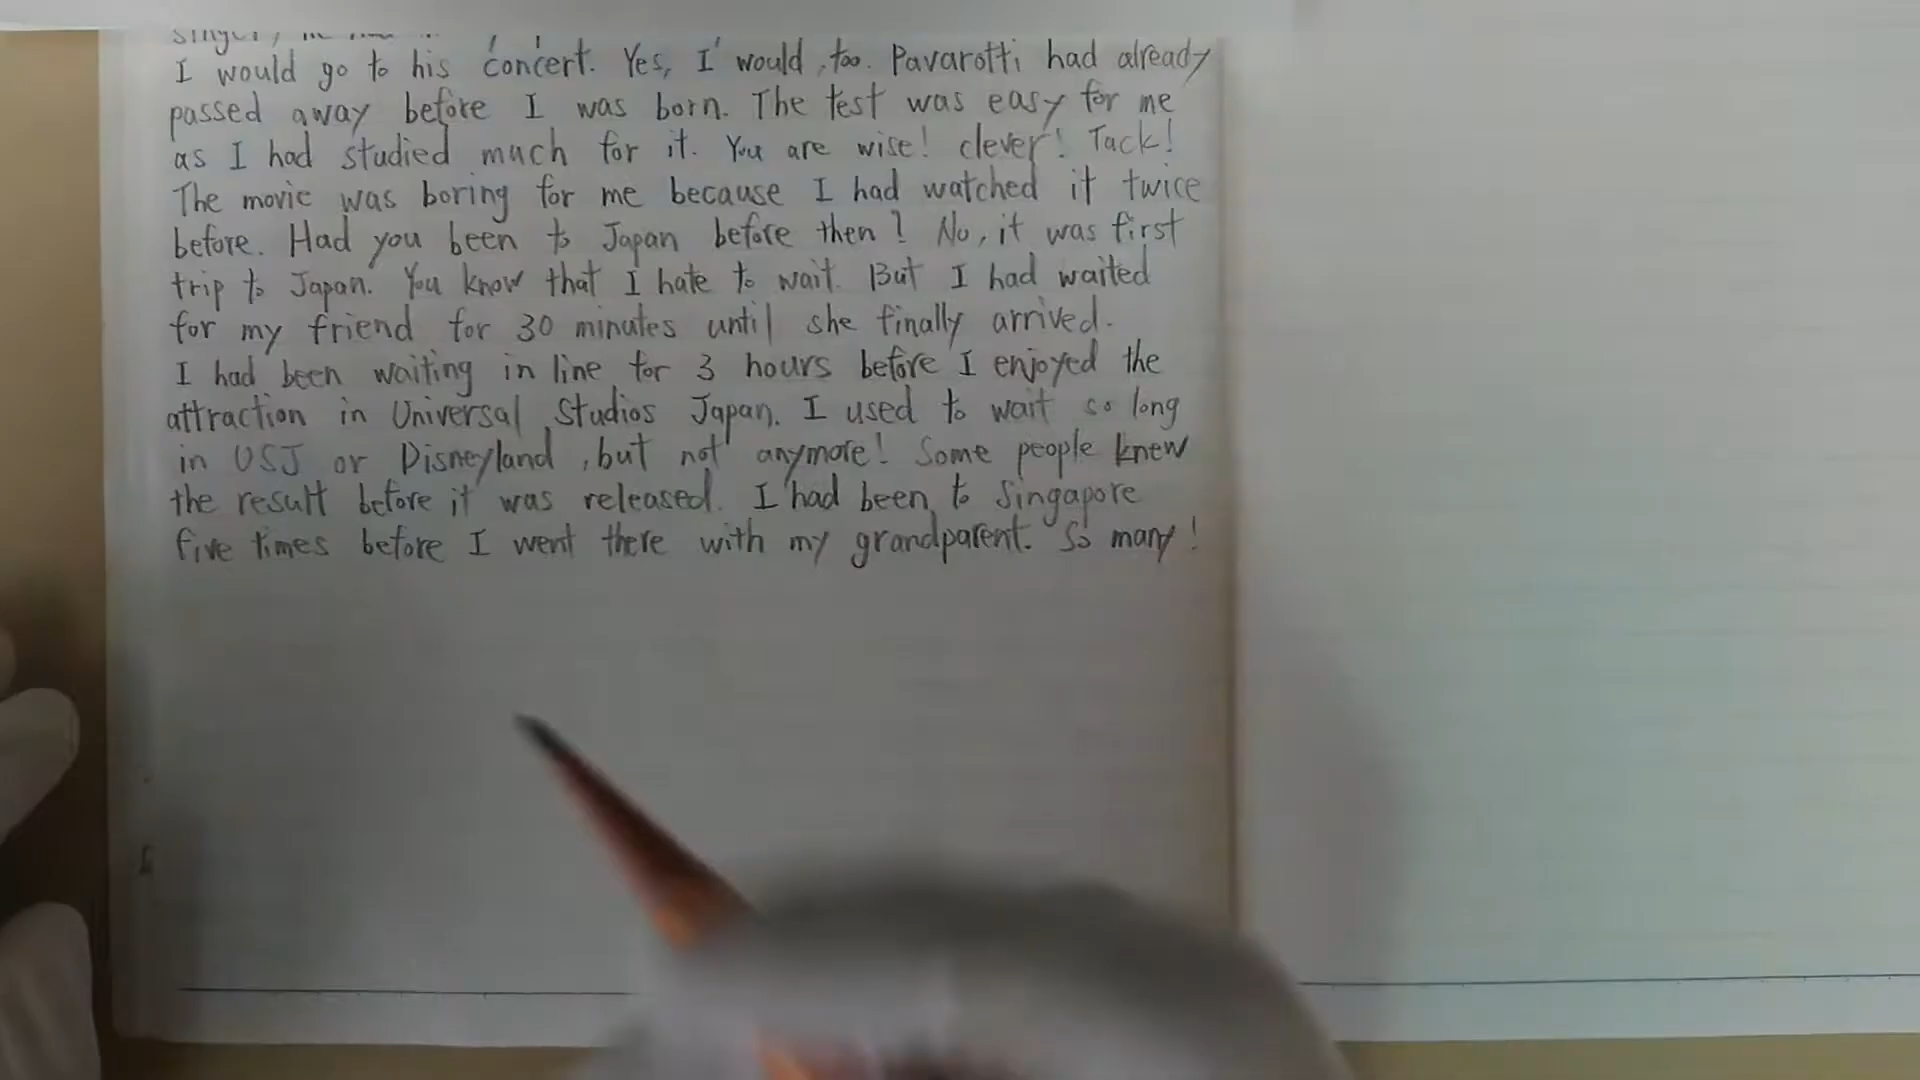 singer,
I would go to his concert. Yes, I would, too. Pavarotti had already
passed away before I was born. The test was easy for me
as I had studied much for it. You are wise! clever! Tack!
The movie was boring for me because I had watched it twice
before. Had you been to Japan before then? No, it was first
trip to Japan. You know that I hate to wait. But I had waited
for my friend for 30 minutes until she finally arrived.
I had been waiting in line for 3 hours before I enjoyed the
attraction in Universal Studios Japan. I used to wait so long
in USJ or Disneyland, but not anymore! Some people knew
the result before it was released. I had been to Singapore
five times before I went there with my grandparent. So many!